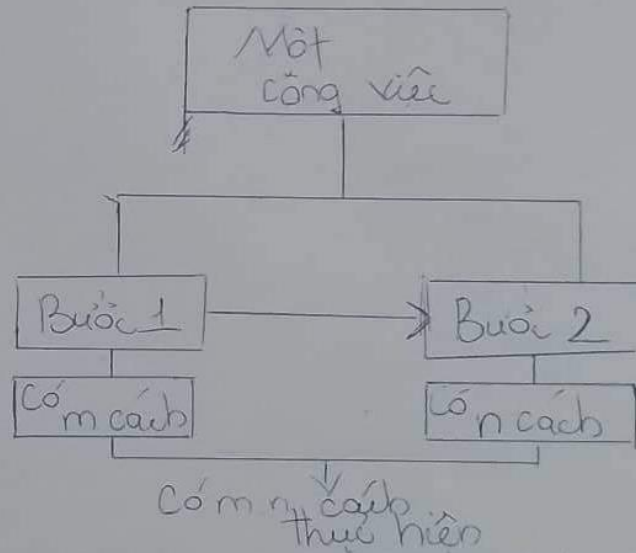 Một
công việc
Bước 1
Bước 2
Có m cách
Có n cách
Có m n cách
thực hiện